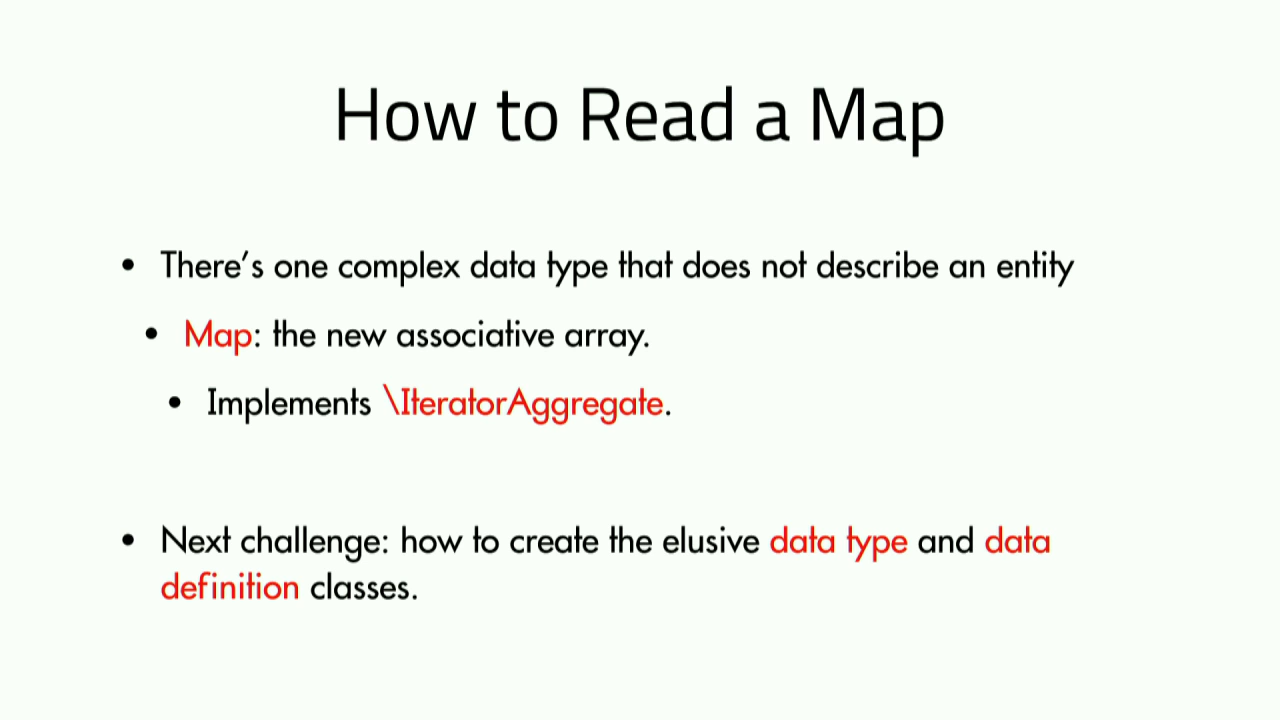 How to Read a Map
• There’s one complex data type that does not describe an entity
• Map: the new associative array.
• Implements \IteratorAggregate.
• Next challenge: how to create the elusive data type and data
definition classes.